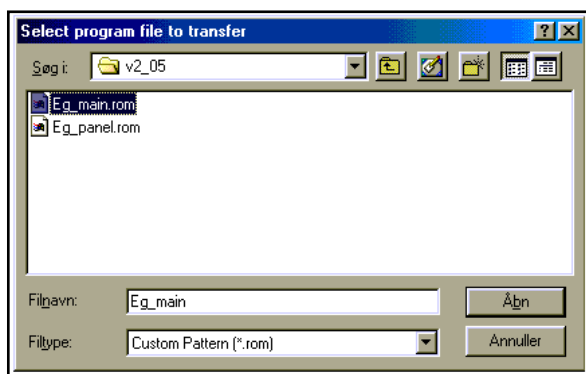 Select program file to transfer
Søg i: v2_05
Eg_main.rom
Eg_panel.rom
Filnavn: Eg_main Åbn
Filtype: Custom Pattern (*.rom) Annuller